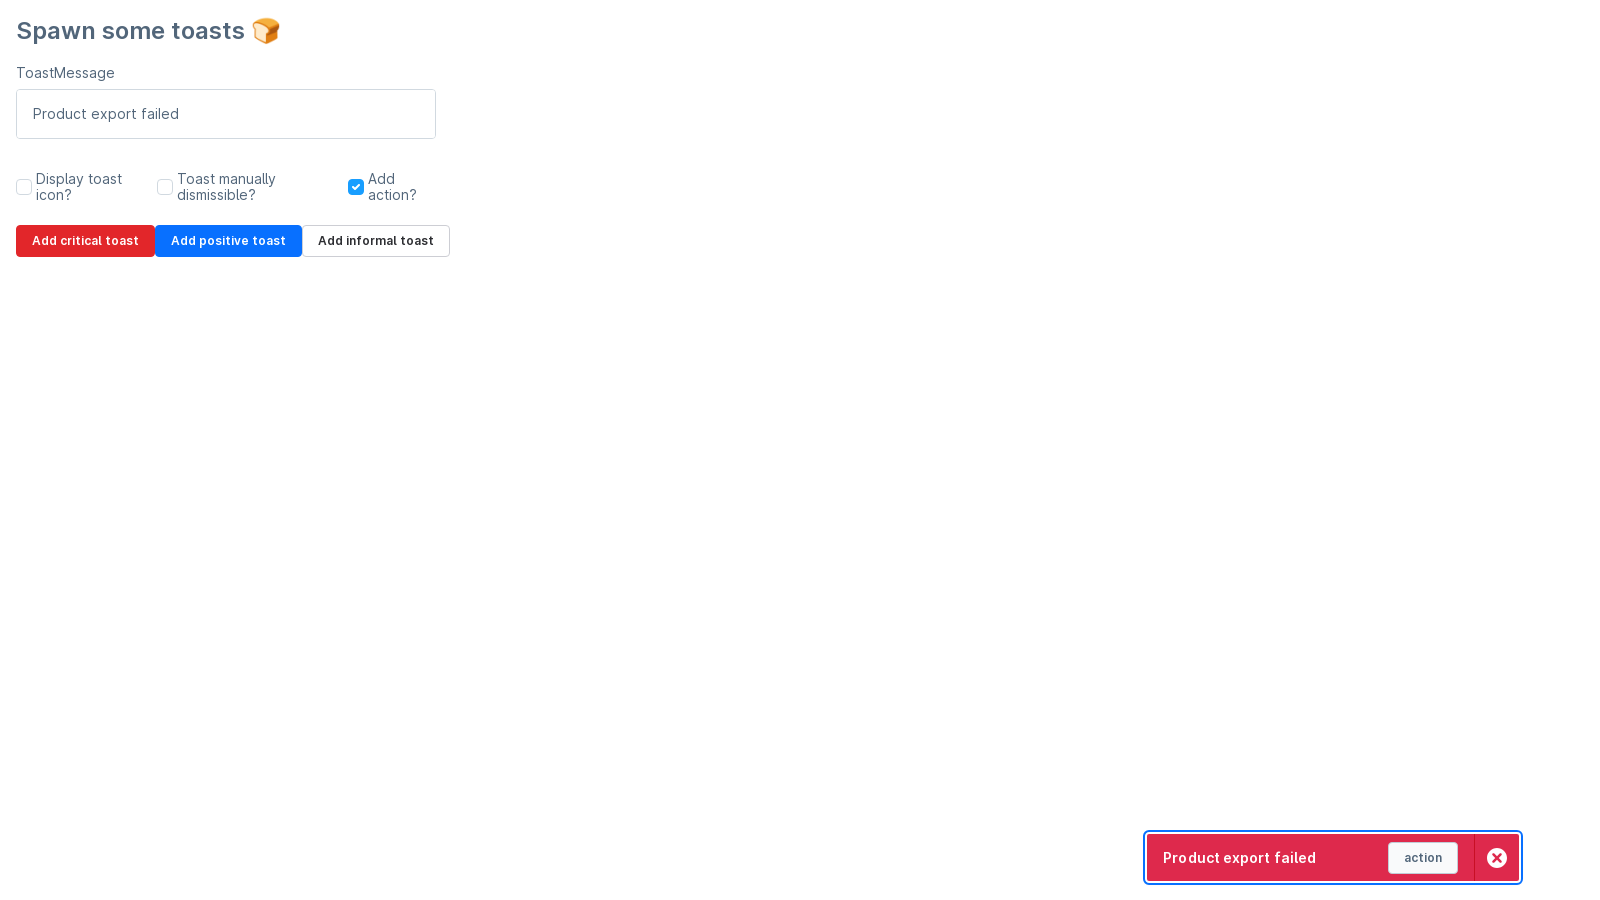 Spawn some toasts 🍞
ToastMessage
Product export failed
Display toast icon?
Toast manually dismissible?
Add action?
Add critical toast
Add positive toast
Add informal toast
Product export failed
action